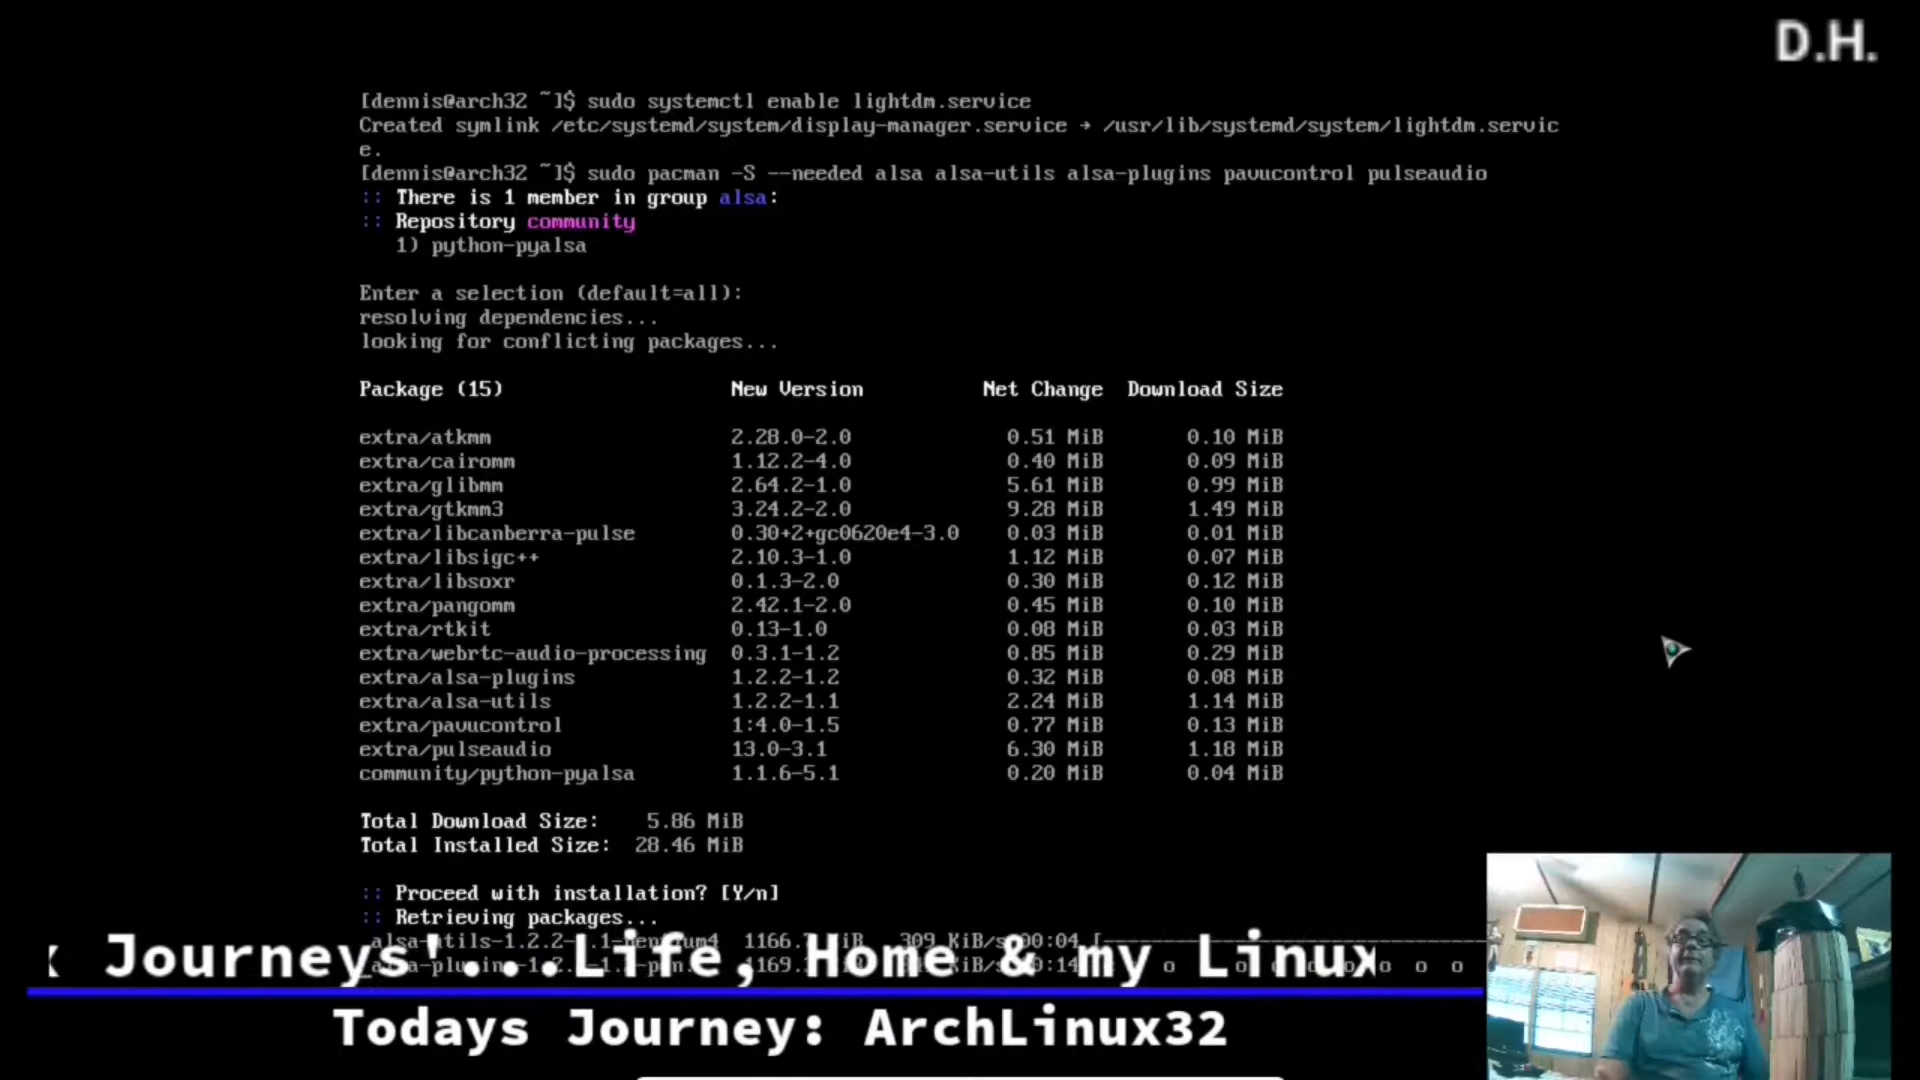 D.H.
[dennis@arch32 ~]$ sudo systemctl enable lightdm.service
Created symlink /etc/systemd/system/display-manager.service → /usr/lib/systemd/system/lightdm.servic
e.
[dennis@arch32 ~]$ sudo pacman -S --needed alsa alsa-utils alsa-plugins pavucontrol pulseaudio
:: There is 1 member in group alsa:
:: Repository community
1) python-pyalsa
Enter a selection (default=all):
resolving dependencies...
looking for conflicting packages...
Package (15) New Version Net Change Download Size
extra/atkmm 2.28.0-2.0 0.51 MiB 0.10 MiB
extra/cairomm 1.12.2-4.0 0.40 MiB 0.09 MiB
extra/glibmm 2.64.2-1.0 5.61 MiB 0.99 MiB
extra/gtkmm3 3.24.2-2.0 9.28 MiB 1.49 MiB
extra/libcanberra-pulse 0.30+2+gc0620e4-3.0 0.03 MiB 0.01 MiB
extra/libsigc++ 2.10.3-1.0 1.12 MiB 0.07 MiB
extra/libsoxr 0.1.3-2.0 0.30 MiB 0.12 MiB
extra/pangomm 2.42.1-2.0 0.45 MiB 0.10 MiB
extra/rtkit 0.13-1.0 0.08 MiB 0.03 MiB
extra/webrtc-audio-processing 0.3.1-1.2 0.85 MiB 0.29 MiB
extra/alsa-plugins 1.2.2-1.2 0.32 MiB 0.08 MiB
extra/alsa-utils 1.2.2-1.1 2.24 MiB 1.14 MiB
extra/pavucontrol 1:4.0-1.5 0.77 MiB 0.13 MiB
extra/pulseaudio 13.0-3.1 6.30 MiB 1.18 MiB
community/python-pyalsa 1.1.6-5.1 0.20 MiB 0.04 MiB
Total Download Size: 5.86 MiB
Total Installed Size: 28.46 MiB
:: Proceed with installation? [Y/n]
:: Retrieving packages...
309 KiB/s 00:04 [
x Journeys'...Life, Home & my Linux
Todays Journey: ArchLinux32